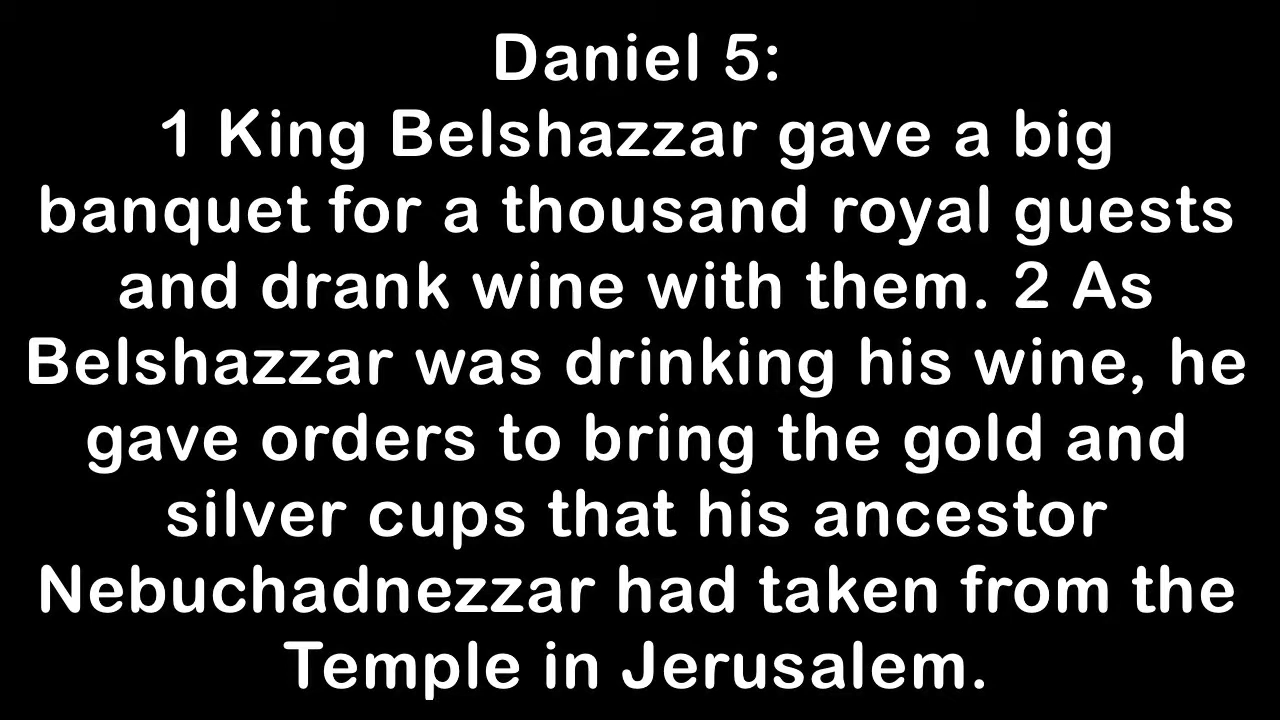 Daniel 5:
1 King Belshazzar gave a big
banquet for a thousand royal guests
and drank wine with them. 2 As
Belshazzar was drinking his wine, he
gave orders to bring the gold and
silver cups that his ancestor
Nebuchadnezzar had taken from the
Temple in Jerusalem.